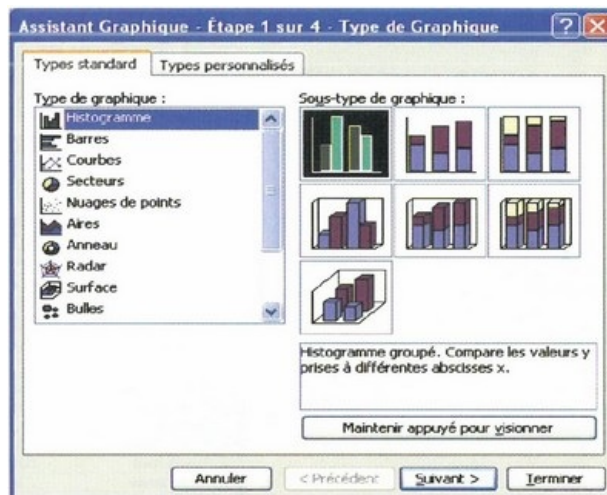 Assistant Graphique - Étape 1 sur 4 - Type de Graphique
Types standard
Types personnalisés
Type de graphique :
Histogramme
Barres
Courbes
Secteurs
Nuages de points
Aires
Anneau
Radar
Surface
Bulles
Sous-type de graphique :
Histogramme groupé. Compare les valeurs y
prises à différentes abscisses x.
Maintenir appuyé pour visionner
Annuler
< Précédent
Suivant >
Terminer